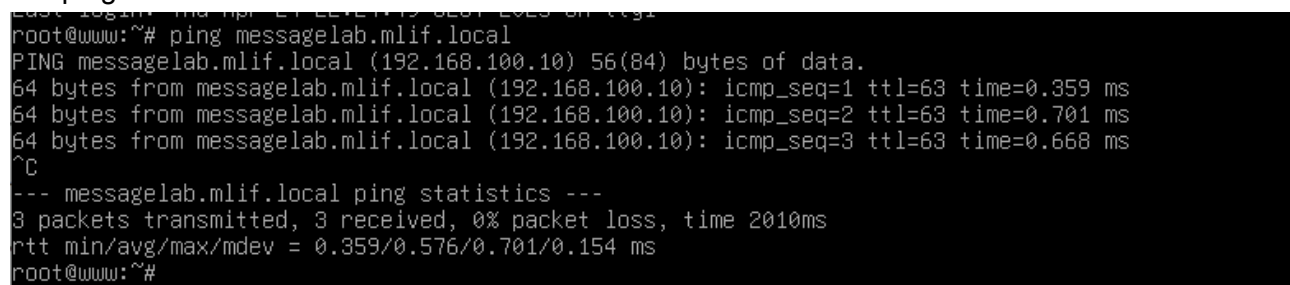 root@www:~# ping messagelab.mlif.local
PING messagelab.mlif.local (192.168.100.10) 56(84) bytes of data.
64 bytes from messagelab.mlif.local (192.168.100.10): icmp_seq=1 ttl=63 time=0.359 ms
64 bytes from messagelab.mlif.local (192.168.100.10): icmp_seq=2 ttl=63 time=0.701 ms
64 bytes from messagelab.mlif.local (192.168.100.10): icmp_seq=3 ttl=63 time=0.668 ms
^C
--- messagelab.mlif.local ping statistics ---
3 packets transmitted, 3 received, 0% packet loss, time 2010ms
rtt min/avg/max/mdev = 0.359/0.576/0.701/0.154 ms
root@www:~#